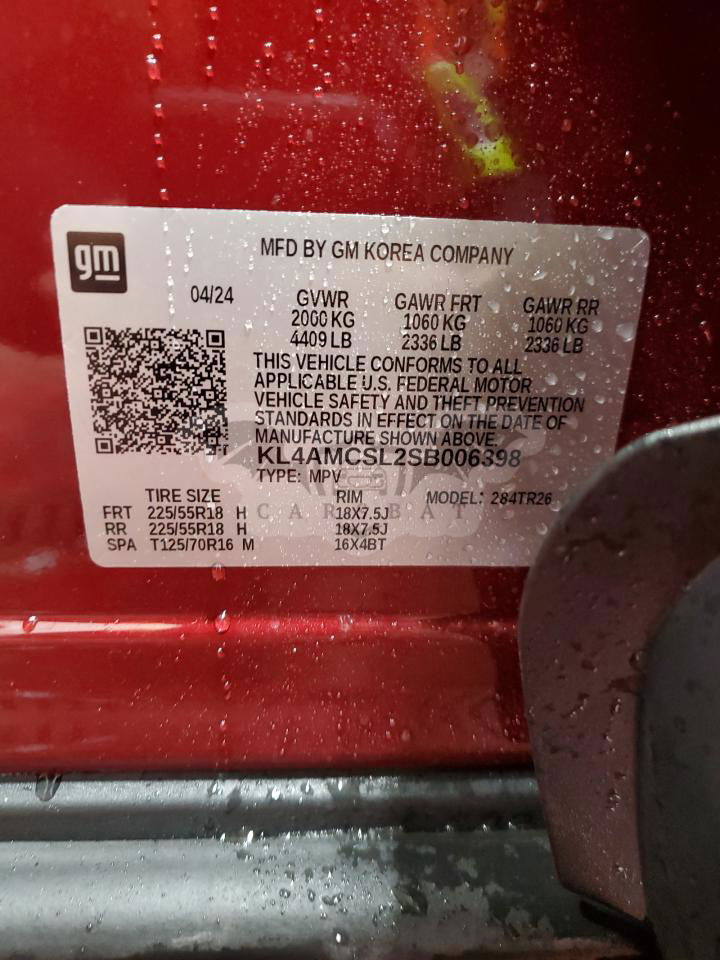 gm
MFD BY GM KOREA COMPANY
04/24
GVWR GAWR FRT GAWR RR
2000 KG 1060 KG 1060 KG
4409 LB 2336 LB 2336 LB
THIS VEHICLE CONFORMS TO ALL
APPLICABLE U.S. FEDERAL MOTOR
VEHICLE SAFETY AND THEFT PREVENTION
STANDARDS IN EFFECT ON THE DATE OF
MANUFACTURE SHOWN ABOVE.
KL4AMCSL2SB006398
TYPE: MPV
TIRE SIZE RIM MODEL: 284TR26
FRT 225/55R18 H 18X7.5J
RR 225/55R18 H 18X7.5J
SPA T125/70R16 M 16X4BT
CAR BAT